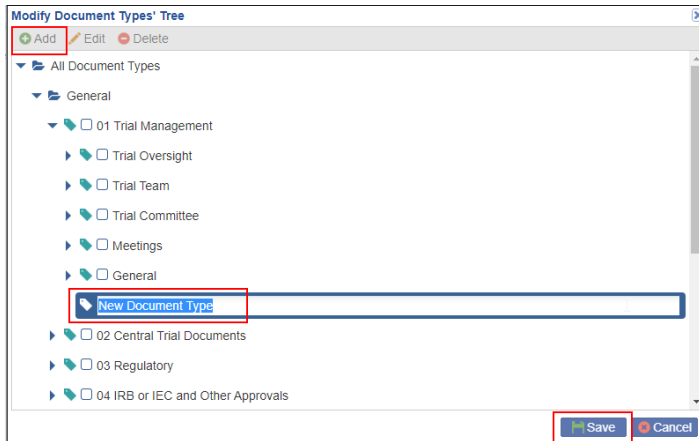 Modify Document Types' Tree
Add Edit Delete
All Document Types
General
01 Trial Management
Trial Oversight
Trial Team
Trial Committee
Meetings
General
New Document Type
02 Central Trial Documents
03 Regulatory
04 IRB or IEC and Other Approvals
Save Cancel